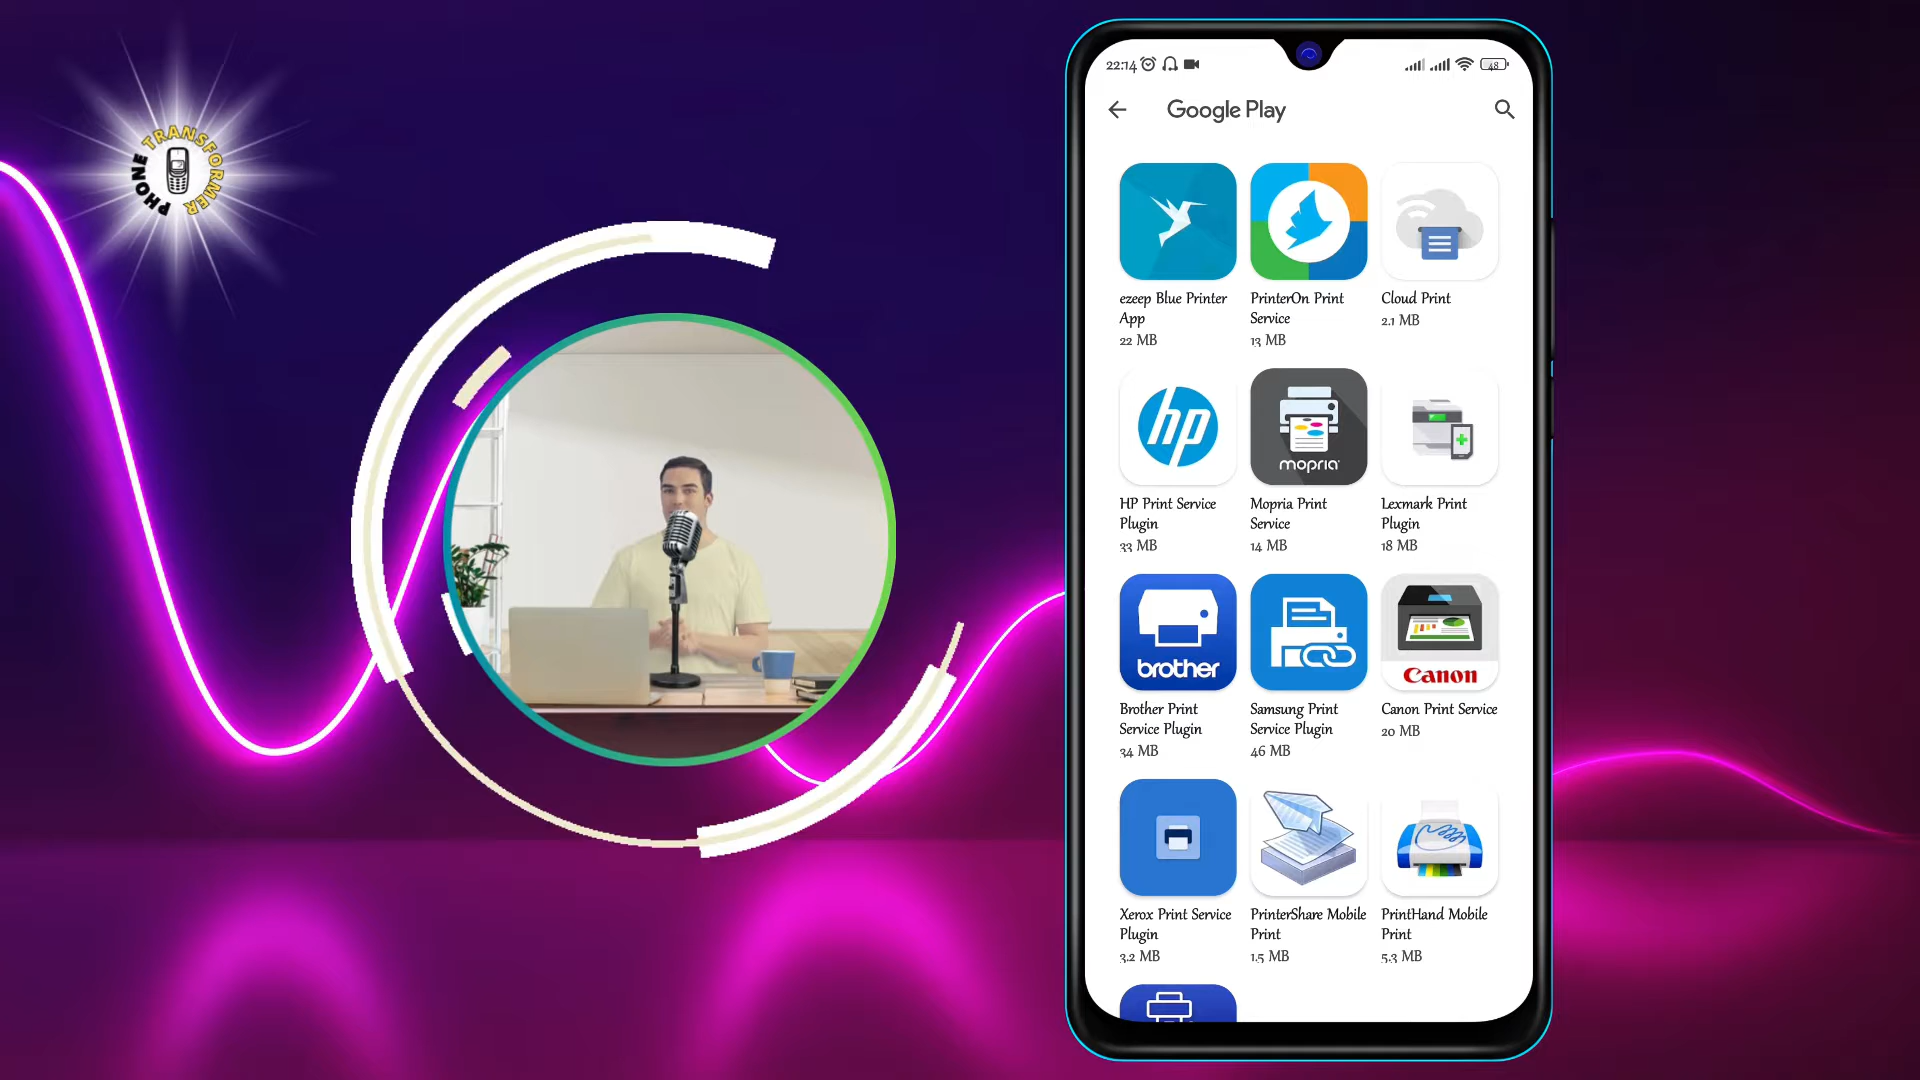 PHONE TRANSFORMER
22:14
48
Google Play
ezeep Blue Printer
App
22 MB
PrinterOn Print
Service
13 MB
Cloud Print
2.1 MB
hp
HP Print Service
Plugin
33 MB
mopria
Mopria Print
Service
14 MB
Lexmark Print
Plugin
18 MB
brother
Brother Print
Service Plugin
34 MB
Samsung Print
Service Plugin
46 MB
Canon
Canon Print Service
20 MB
Xerox Print Service
Plugin
3.2 MB
PrinterShare Mobile
Print
1.5 MB
PrintHand Mobile
Print
5.3 MB